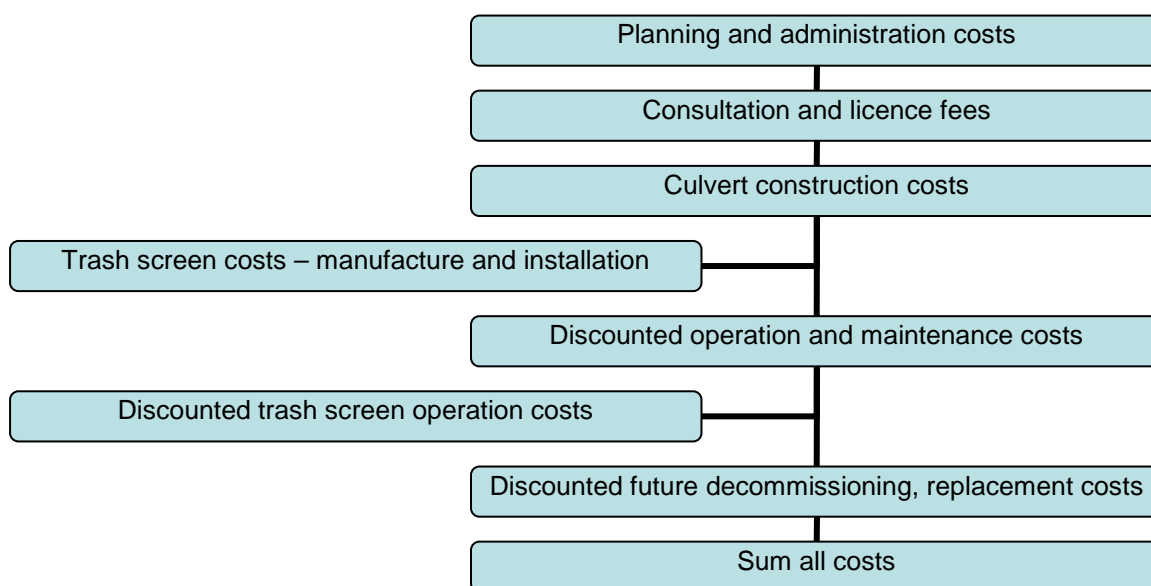 Planning and administration costs
Consultation and licence fees
Culvert construction costs
Trash screen costs – manufacture and installation
Discounted operation and maintenance costs
Discounted trash screen operation costs
Discounted future decommissioning, replacement costs
Sum all costs